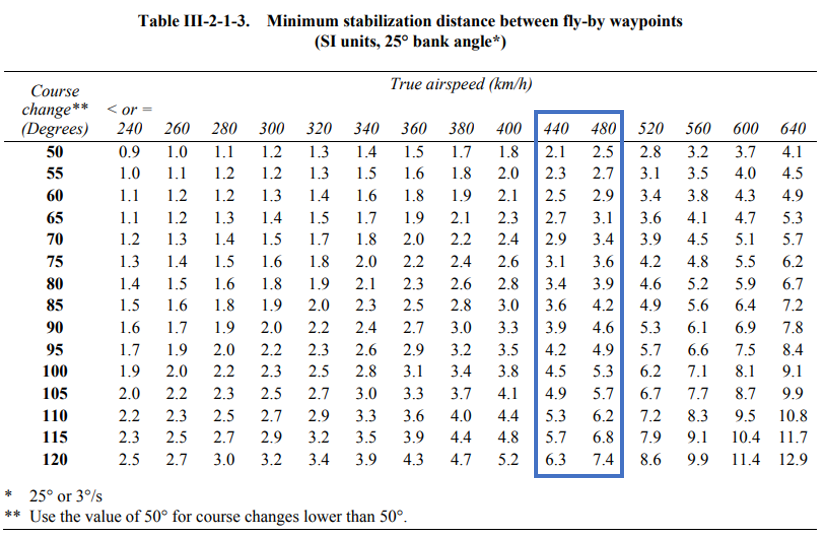 Table III-2-1-3. Minimum stabilization distance between fly-by waypoints
(SI units, 25° bank angle*)
True airspeed (km/h)
Course
change** < or =
(Degrees) 240 260 280 300 320 340 360 380 400 440 480 520 560 600 640
50 0.9 1.0 1.1 1.2 1.3 1.4 1.5 1.7 1.8 2.1 2.5 2.8 3.2 3.7 4.1
55 1.0 1.1 1.2 1.2 1.3 1.5 1.6 1.8 2.0 2.3 2.7 3.1 3.5 4.0 4.5
60 1.1 1.2 1.2 1.3 1.4 1.6 1.8 1.9 2.1 2.5 2.9 3.4 3.8 4.3 4.9
65 1.1 1.2 1.3 1.4 1.5 1.7 1.9 2.1 2.3 2.7 3.1 3.6 4.1 4.7 5.3
70 1.2 1.3 1.4 1.5 1.7 1.8 2.0 2.2 2.4 2.9 3.4 3.9 4.5 5.1 5.7
75 1.3 1.4 1.5 1.6 1.8 2.0 2.2 2.4 2.6 3.1 3.6 4.2 4.8 5.5 6.2
80 1.4 1.5 1.6 1.8 1.9 2.1 2.3 2.6 2.8 3.4 3.9 4.6 5.2 5.9 6.7
85 1.5 1.6 1.8 1.9 2.0 2.3 2.5 2.8 3.0 3.6 4.2 4.9 5.6 6.4 7.2
90 1.6 1.7 1.9 2.0 2.2 2.4 2.7 3.0 3.3 3.9 4.6 5.3 6.1 6.9 7.8
95 1.7 1.9 2.0 2.2 2.3 2.6 2.9 3.2 3.5 4.2 4.9 5.7 6.6 7.5 8.4
100 1.9 2.0 2.2 2.3 2.5 2.8 3.1 3.4 3.8 4.5 5.3 6.2 7.1 8.1 9.1
105 2.0 2.2 2.3 2.5 2.7 3.0 3.3 3.7 4.1 4.9 5.7 6.7 7.7 8.7 9.9
110 2.2 2.3 2.5 2.7 2.9 3.3 3.6 4.0 4.4 5.3 6.2 7.2 8.3 9.5 10.8
115 2.3 2.5 2.7 2.9 3.2 3.5 3.9 4.4 4.8 5.7 6.8 7.9 9.1 10.4 11.7
120 2.5 2.7 3.0 3.2 3.4 3.9 4.3 4.7 5.2 6.3 7.4 8.6 9.9 11.4 12.9
* 25° or 3°/s
** Use the value of 50° for course changes lower than 50°.